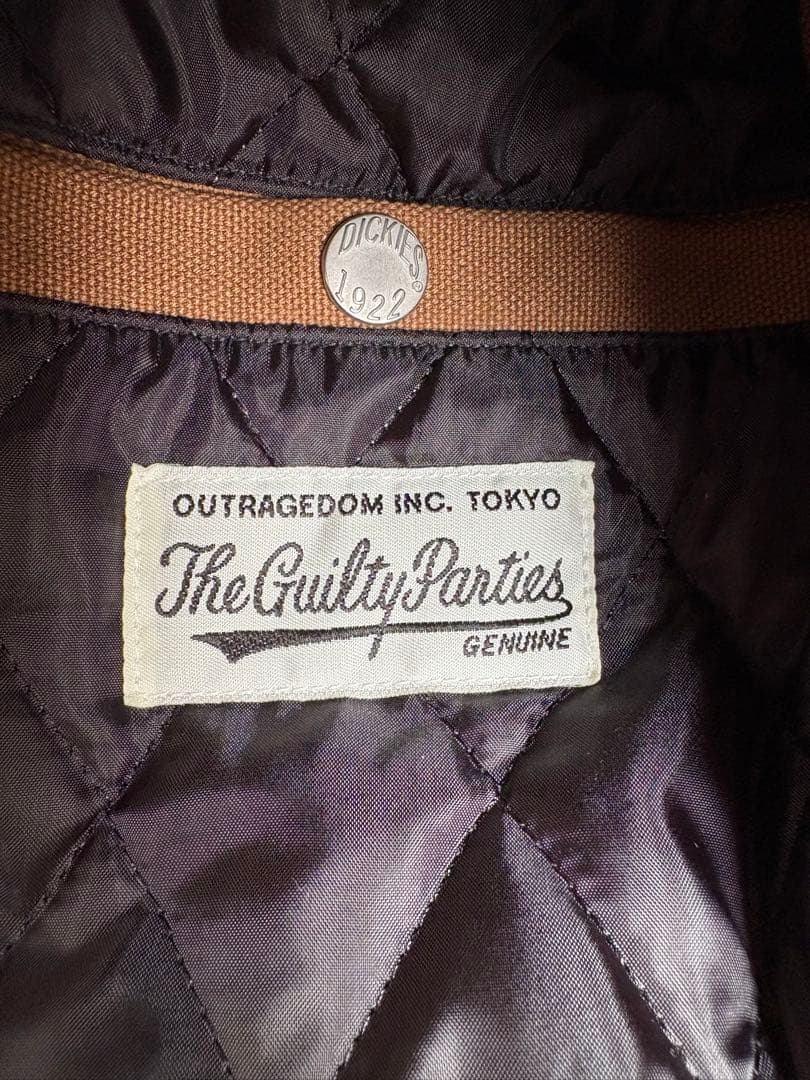 DICKIES®
1922
OUTRAGEDOM INC. TOKYO
The Guilty Parties
GENUINE